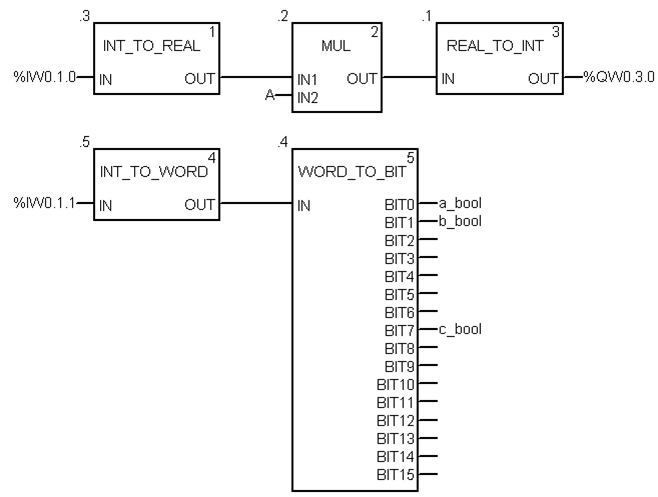 .3 .2 .1
INT_TO_REAL 1 MUL 2 REAL_TO_INT 3
%IW0.1.0 IN OUT IN1 OUT IN OUT %QW0.3.0
A IN2
.5 .4
INT_TO_WORD 4 WORD_TO_BIT 5
%IW0.1.1 IN OUT IN BIT0 a_bool
BIT1 b_bool
BIT2
BIT3
BIT4
BIT5
BIT6
BIT7 c_bool
BIT8
BIT9
BIT10
BIT11
BIT12
BIT13
BIT14
BIT15